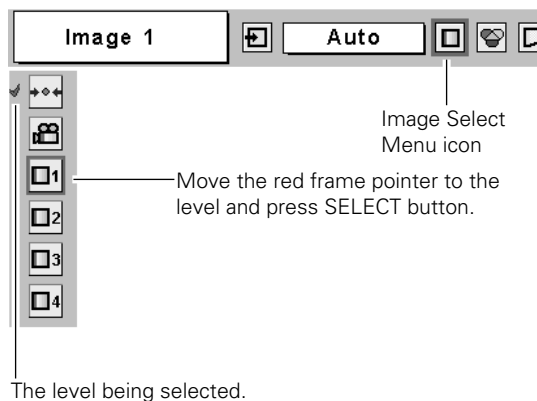 Image 1
Auto
Image Select
Menu icon
Move the red frame pointer to the
level and press SELECT button.
1
2
3
4
The level being selected.